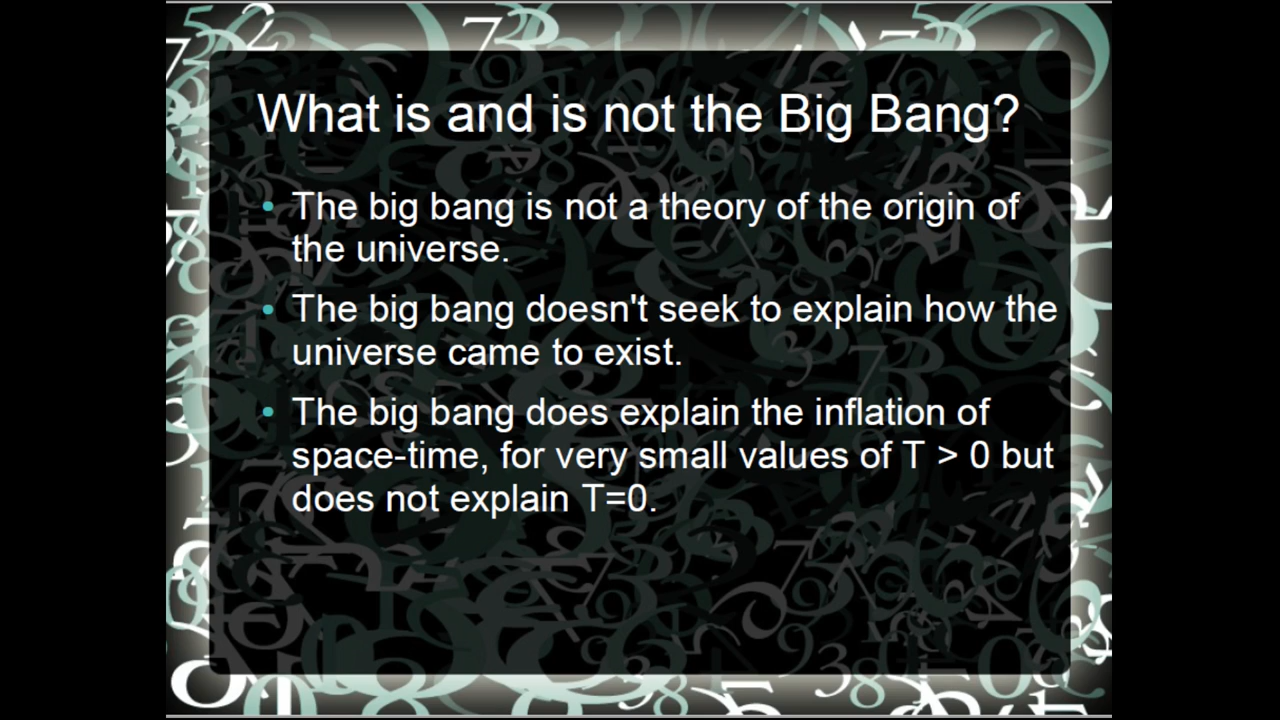 What is and is not the Big Bang?
• The big bang is not a theory of the origin of
the universe.
• The big bang doesn't seek to explain how the
universe came to exist.
• The big bang does explain the inflation of
space-time, for very small values of T > 0 but
does not explain T=0.